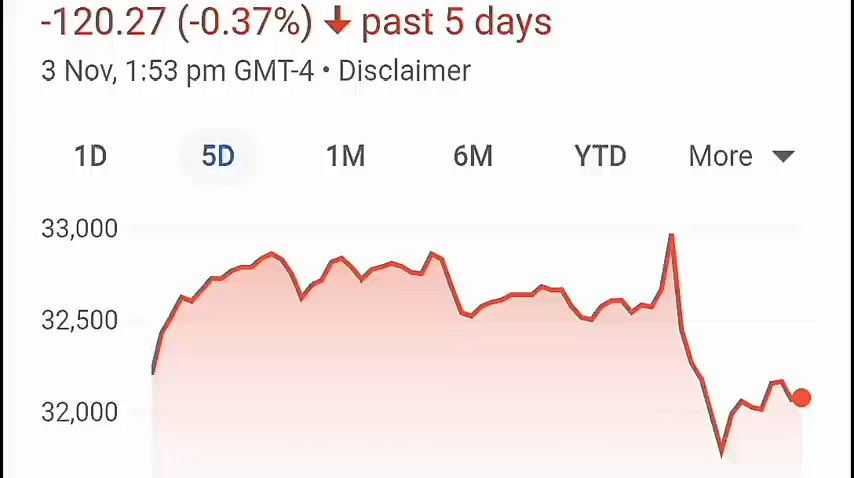 -120.27 (-0.37%) ↓ past 5 days
3 Nov, 1:53 pm GMT-4 • Disclaimer
1D 5D 1M 6M YTD More
33,000
32,500
32,000